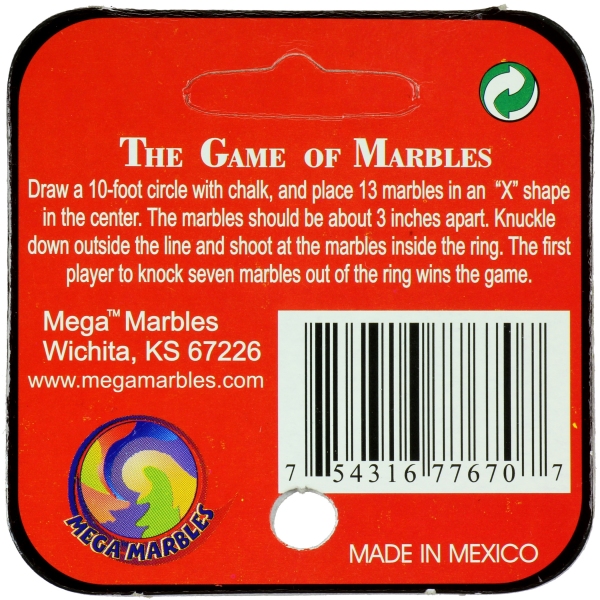 THE GAME OF MARBLES
Draw a 10-foot circle with chalk, and place 13 marbles in an “X” shape
in the center. The marbles should be about 3 inches apart. Knuckle
down outside the line and shoot at the marbles inside the ring. The first
player to knock seven marbles out of the ring wins the game.
Mega™ Marbles
Wichita, KS 67226
www.megamarbles.com
7 54316 77670 7
MEGA MARBLES
MADE IN MEXICO